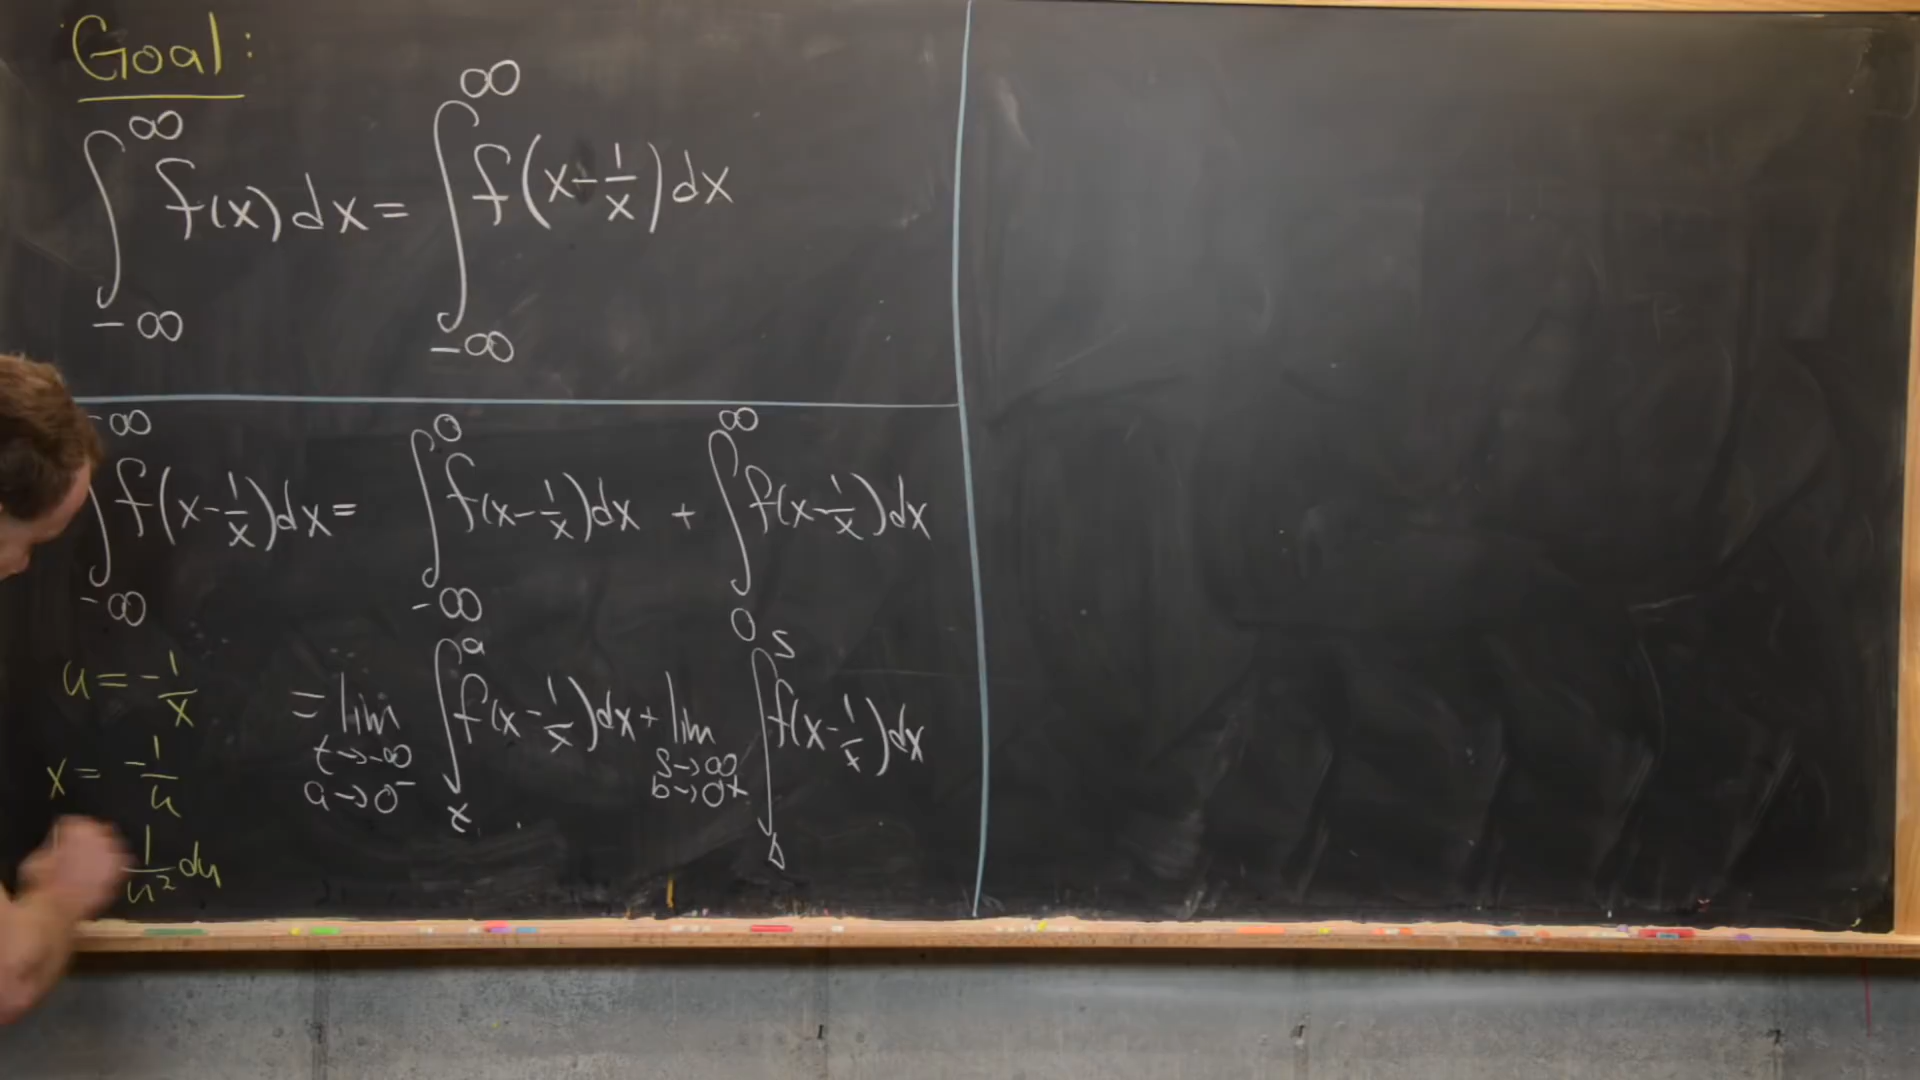 Goal:
∫_{-∞}^{∞} f(x)dx = ∫_{-∞}^{∞} f(x-1/x)dx
∫_{-∞}^{∞} f(x-1/x)dx = ∫_{-∞}^{0} f(x-1/x)dx + ∫_{0}^{∞} f(x-1/x)dx
= lim_{t→-∞, a→0^-} ∫_{t}^{a} f(x-1/x)dx + lim_{s→∞, b→0^+} ∫_{b}^{s} f(x-1/x)dx
u = -1/x
x = -1/u
1/u² du